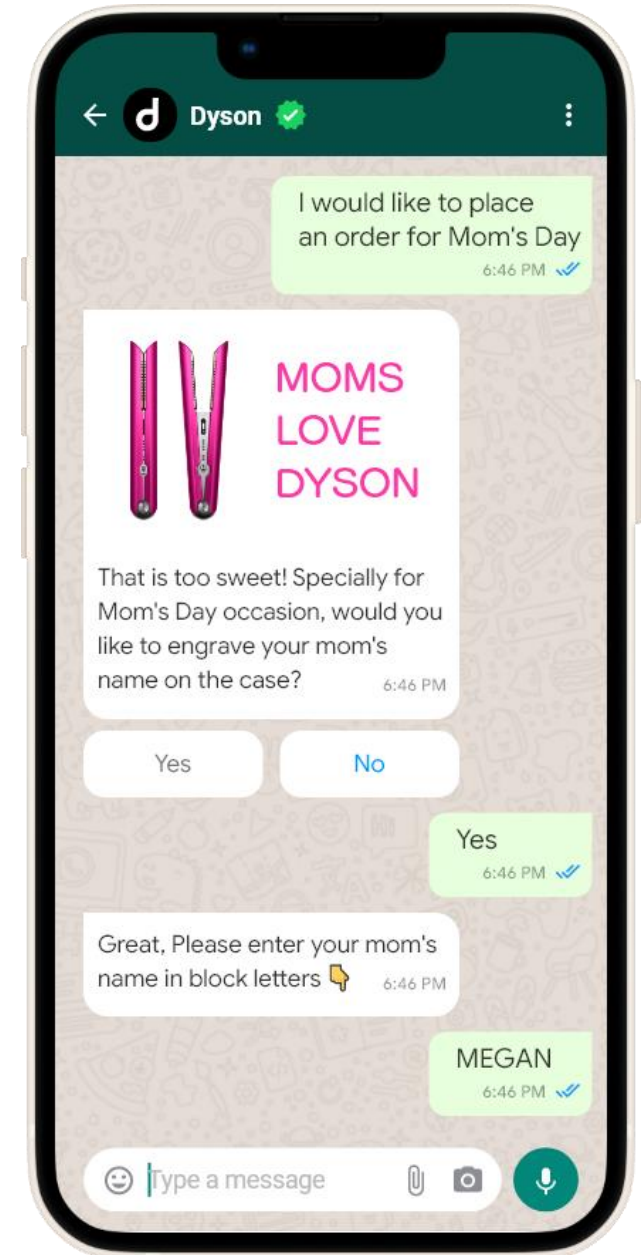 Dyson
I would like to place
an order for Mom's Day
6:46 PM
MOMS
LOVE
DYSON
That is too sweet! Specially for
Mom's Day occasion, would you
like to engrave your mom's
name on the case? 6:46 PM
Yes No
Yes
6:46 PM
Great, Please enter your mom's
name in block letters 👇 6:46 PM
MEGAN
6:46 PM
Type a message